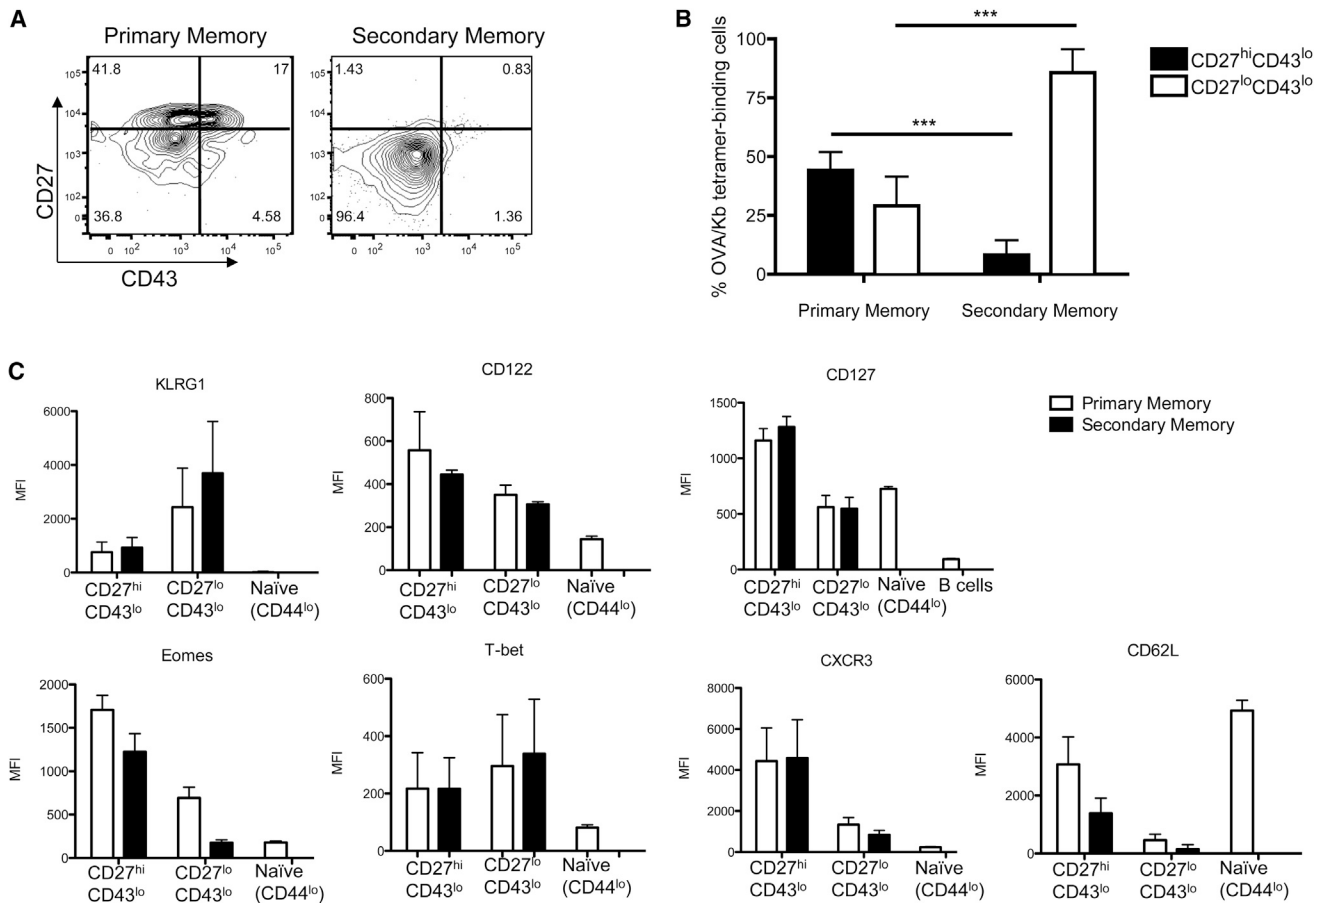 A
Primary Memory
Secondary Memory
41.8
17
36.8
4.58
10⁵
10⁴
10³
10²
0
0
10²
10³
10⁴
10⁵
1.43
0.83
96.4
1.36
10⁵
10⁴
10³
10²
0
0
10²
10³
10⁴
10⁵
CD27
CD43
B
% OVA/Kb tetramer-binding cells
100
75
50
25
0
***
***
Primary Memory
Secondary Memory
CD27ʰⁱCD43ˡᵒ
CD27ˡᵒCD43ˡᵒ
C
KLRG1
MFI
6000
4000
2000
0
CD27ʰⁱ
CD43ˡᵒ
CD27ˡᵒ
CD43ˡᵒ
Naïve
(CD44ˡᵒ)
CD122
MFI
800
600
400
200
0
CD27ʰⁱ
CD43ˡᵒ
CD27ˡᵒ
CD43ˡᵒ
Naïve
(CD44ˡᵒ)
CD127
MFI
1500
1000
500
0
CD27ʰⁱ
CD43ˡᵒ
CD27ˡᵒ
CD43ˡᵒ
Naïve
(CD44ˡᵒ)
B cells
Primary Memory
Secondary Memory
Eomes
MFI
2000
1500
1000
500
0
CD27ʰⁱ
CD43ˡᵒ
CD27ˡᵒ
CD43ˡᵒ
Naïve
(CD44ˡᵒ)
T-bet
MFI
600
400
200
0
CD27ʰⁱ
CD43ˡᵒ
CD27ˡᵒ
CD43ˡᵒ
Naïve
(CD44ˡᵒ)
CXCR3
MFI
8000
6000
4000
2000
0
CD27ʰⁱ
CD43ˡᵒ
CD27ˡᵒ
CD43ˡᵒ
Naïve
(CD44ˡᵒ)
CD62L
MFI
6000
4000
2000
0
CD27ʰⁱ
CD43ˡᵒ
CD27ˡᵒ
CD43ˡᵒ
Naïve
(CD44ˡᵒ)